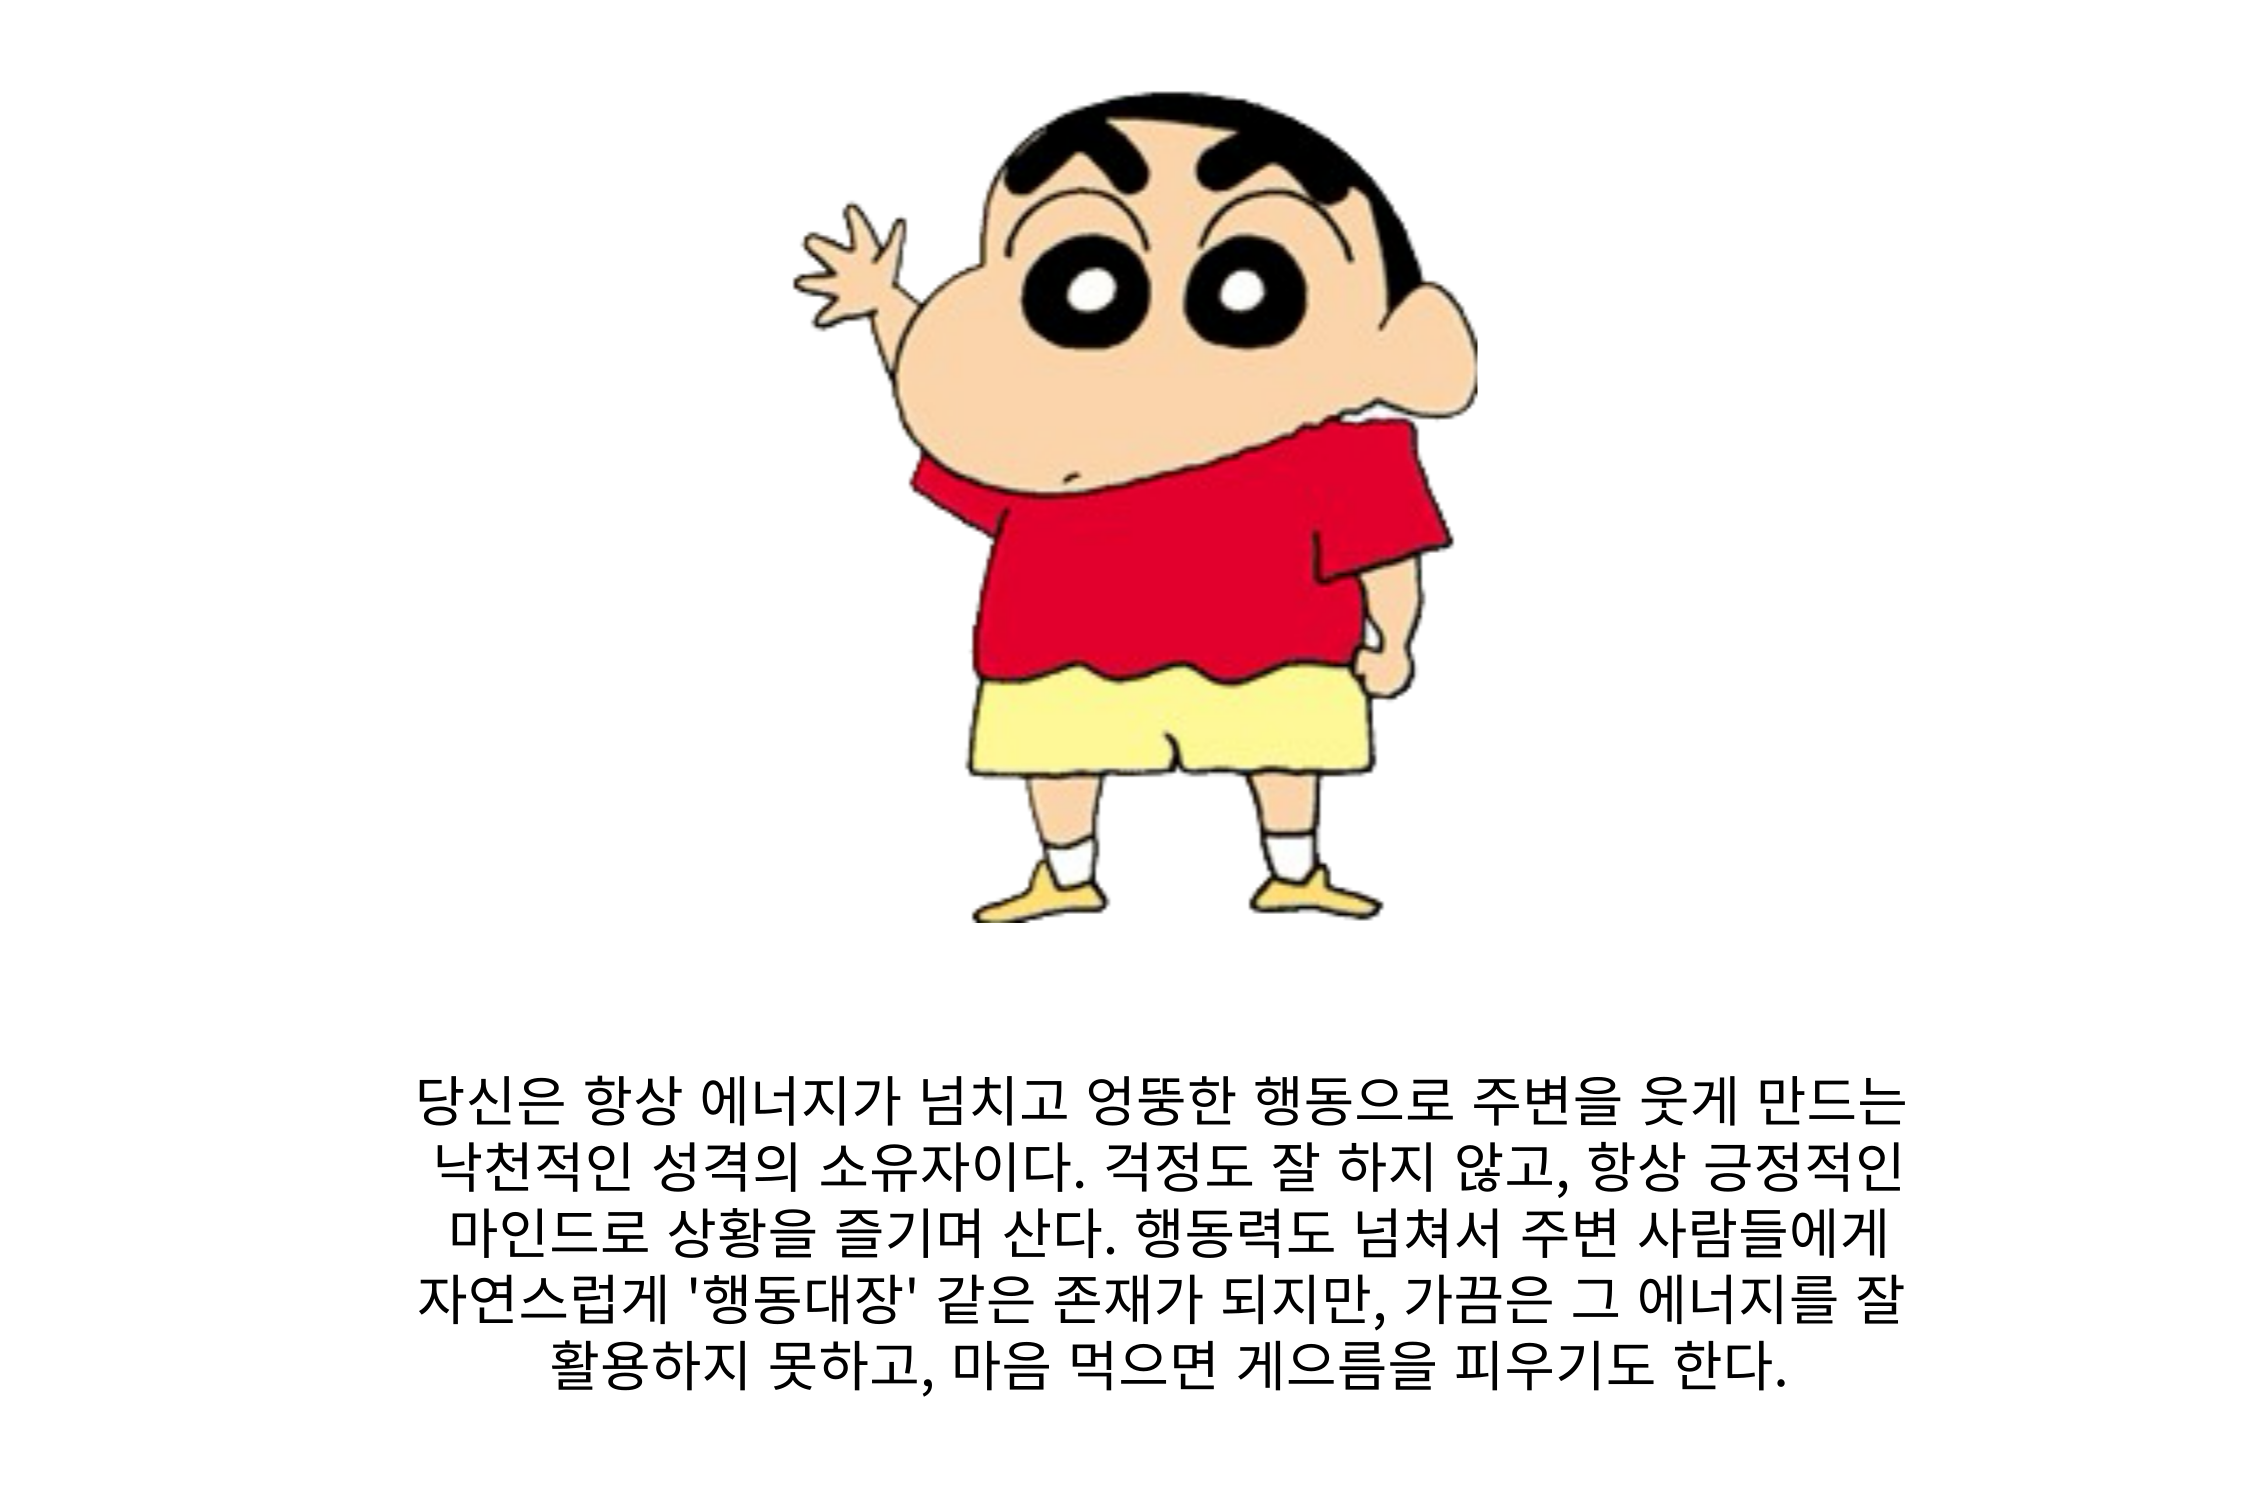 당신은 항상 에너지가 넘치고 엉뚱한 행동으로 주변을 웃게 만드는
낙천적인 성격의 소유자이다. 걱정도 잘 하지 않고, 항상 긍정적인
마인드로 상황을 즐기며 산다. 행동력도 넘쳐서 주변 사람들에게
자연스럽게 '행동대장' 같은 존재가 되지만, 가끔은 그 에너지를 잘
활용하지 못하고, 마음 먹으면 게으름을 피우기도 한다.